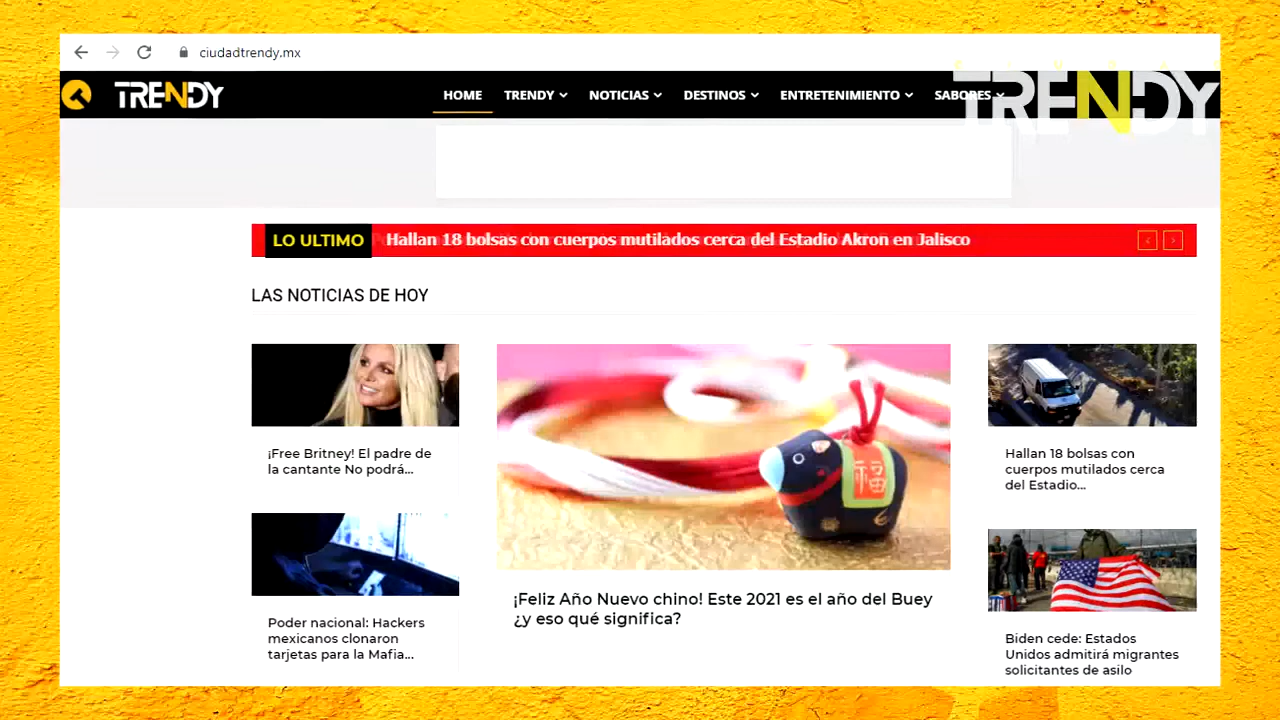 ciudadtrendy.mx
TRENDY
HOME TRENDY NOTICIAS DESTINOS ENTRETENIMIENTO SABORES
TRENDY
LO ULTIMO Hallan 18 bolsas con cuerpos mutilados cerca del Estadio Akron en Jalisco
LAS NOTICIAS DE HOY
¡Free Britney! El padre de
la cantante No podrá...
Poder nacional: Hackers
mexicanos clonaron
tarjetas para la Mafia...
福
¡Feliz Año Nuevo chino! Este 2021 es el año del Buey
¿y eso qué significa?
Hallan 18 bolsas con
cuerpos mutilados cerca
del Estadio...
Biden cede: Estados
Unidos admitirá migrantes
solicitantes de asilo